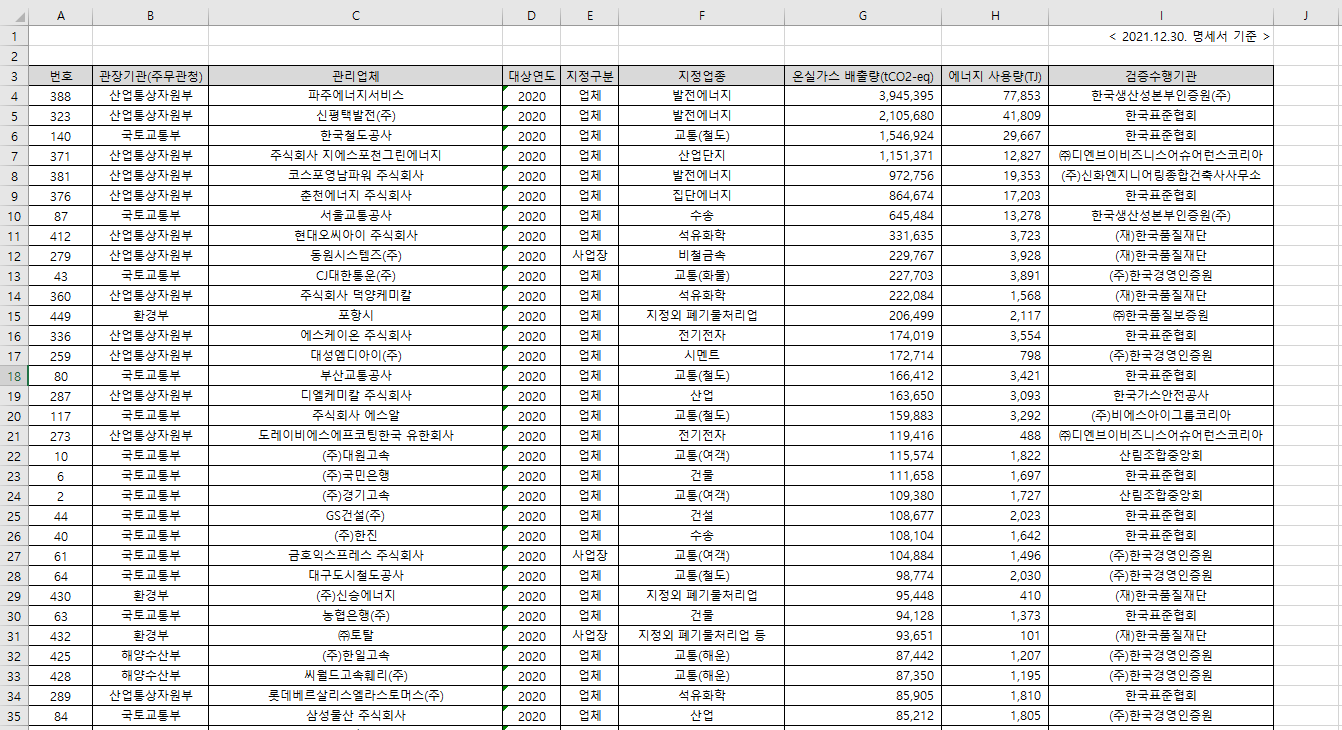 A B C D E F G H I J
1 < 2021.12.30. 명세서 기준 >
2
3 번호 관장기관(주무관청) 관리업체 대상연도 지정구분 지정업종 온실가스 배출량(tCO2-eq) 에너지 사용량(TJ) 검증수행기관
4 388 산업통상자원부 파주에너지서비스 2020 업체 발전에너지 3,945,395 77,853 한국생산성본부인증원(주)
5 323 산업통상자원부 신평택발전(주) 2020 업체 발전에너지 2,105,680 41,809 한국표준협회
6 140 국토교통부 한국철도공사 2020 업체 교통(철도) 1,546,924 29,667 한국표준협회
7 371 산업통상자원부 주식회사 지에스포천그린에너지 2020 업체 산업단지 1,151,371 12,827 ㈜디엔브이비즈니스어슈어런스코리아
8 381 산업통상자원부 코스포영남파워 주식회사 2020 업체 발전에너지 972,756 19,353 (주)신화엔지니어링종합건축사사무소
9 376 산업통상자원부 춘천에너지 주식회사 2020 업체 집단에너지 864,674 17,203 한국표준협회
10 87 국토교통부 서울교통공사 2020 업체 수송 645,484 13,278 한국생산성본부인증원(주)
11 412 산업통상자원부 현대오씨아이 주식회사 2020 업체 석유화학 331,635 3,723 (재)한국품질재단
12 279 산업통상자원부 동원시스템즈(주) 2020 사업장 비철금속 229,767 3,928 (재)한국품질재단
13 43 국토교통부 CJ대한통운(주) 2020 업체 교통(화물) 227,703 3,891 (주)한국경영인증원
14 360 산업통상자원부 주식회사 덕양케미칼 2020 업체 석유화학 222,084 1,568 (재)한국품질재단
15 449 환경부 포항시 2020 업체 지정외 폐기물처리업 206,499 2,117 ㈜한국품질보증원
16 336 산업통상자원부 에스케이온 주식회사 2020 업체 전기전자 174,019 3,554 한국표준협회
17 259 산업통상자원부 대성엠디아이(주) 2020 업체 시멘트 172,714 798 (주)한국경영인증원
18 80 국토교통부 부산교통공사 2020 업체 교통(철도) 166,412 3,421 한국표준협회
19 287 산업통상자원부 디엘케미칼 주식회사 2020 업체 산업 163,650 3,093 한국가스안전공사
20 117 국토교통부 주식회사 에스알 2020 업체 교통(철도) 159,883 3,292 (주)비에스아이그룹코리아
21 273 산업통상자원부 도레이비에스에프코팅한국 유한회사 2020 업체 전기전자 119,416 488 ㈜디엔브이비즈니스어슈어런스코리아
22 10 국토교통부 (주)대원고속 2020 업체 교통(여객) 115,574 1,822 산림조합중앙회
23 6 국토교통부 (주)국민은행 2020 업체 건물 111,658 1,697 한국표준협회
24 2 국토교통부 (주)경기고속 2020 업체 교통(여객) 109,380 1,727 산림조합중앙회
25 44 국토교통부 GS건설(주) 2020 업체 건설 108,677 2,023 한국표준협회
26 40 국토교통부 (주)한진 2020 업체 수송 108,104 1,642 한국표준협회
27 61 국토교통부 금호익스프레스 주식회사 2020 사업장 교통(여객) 104,884 1,496 (주)한국경영인증원
28 64 국토교통부 대구도시철도공사 2020 업체 교통(철도) 98,774 2,030 (주)한국경영인증원
29 430 환경부 (주)신승에너지 2020 업체 지정외 폐기물처리업 95,448 410 (재)한국품질재단
30 63 국토교통부 농협은행(주) 2020 업체 건물 94,128 1,373 한국표준협회
31 432 환경부 ㈜토탈 2020 사업장 지정외 폐기물처리업 등 93,651 101 (재)한국품질재단
32 425 해양수산부 (주)한일고속 2020 업체 교통(해운) 87,442 1,207 (주)한국경영인증원
33 428 해양수산부 씨월드고속훼리(주) 2020 업체 교통(해운) 87,350 1,195 (주)한국경영인증원
34 289 산업통상자원부 롯데베르살리스엘라스토머스(주) 2020 업체 석유화학 85,905 1,810 한국표준협회
35 84 국토교통부 삼성물산 주식회사 2020 업체 산업 85,212 1,805 (주)한국경영인증원